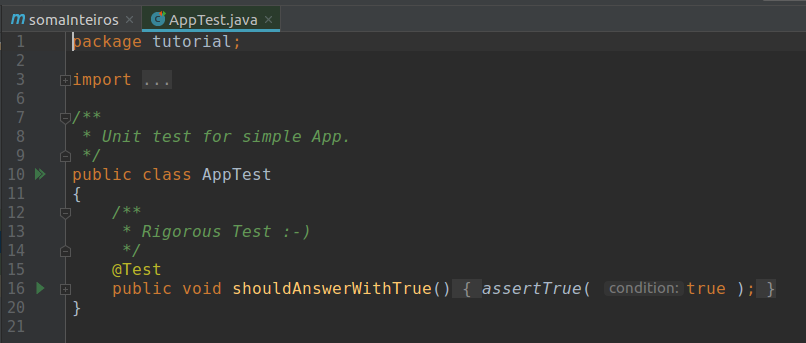 m somaInteiros × AppTest.java ×
1 package tutorial;
2
3 import ...
6
7 /**
8 * Unit test for simple App.
9 */
10 public class AppTest
11 {
12 /**
13 * Rigorous Test :-)
14 */
15 @Test
16 public void shouldAnswerWithTrue() { assertTrue( condition: true ); }
20 }
21